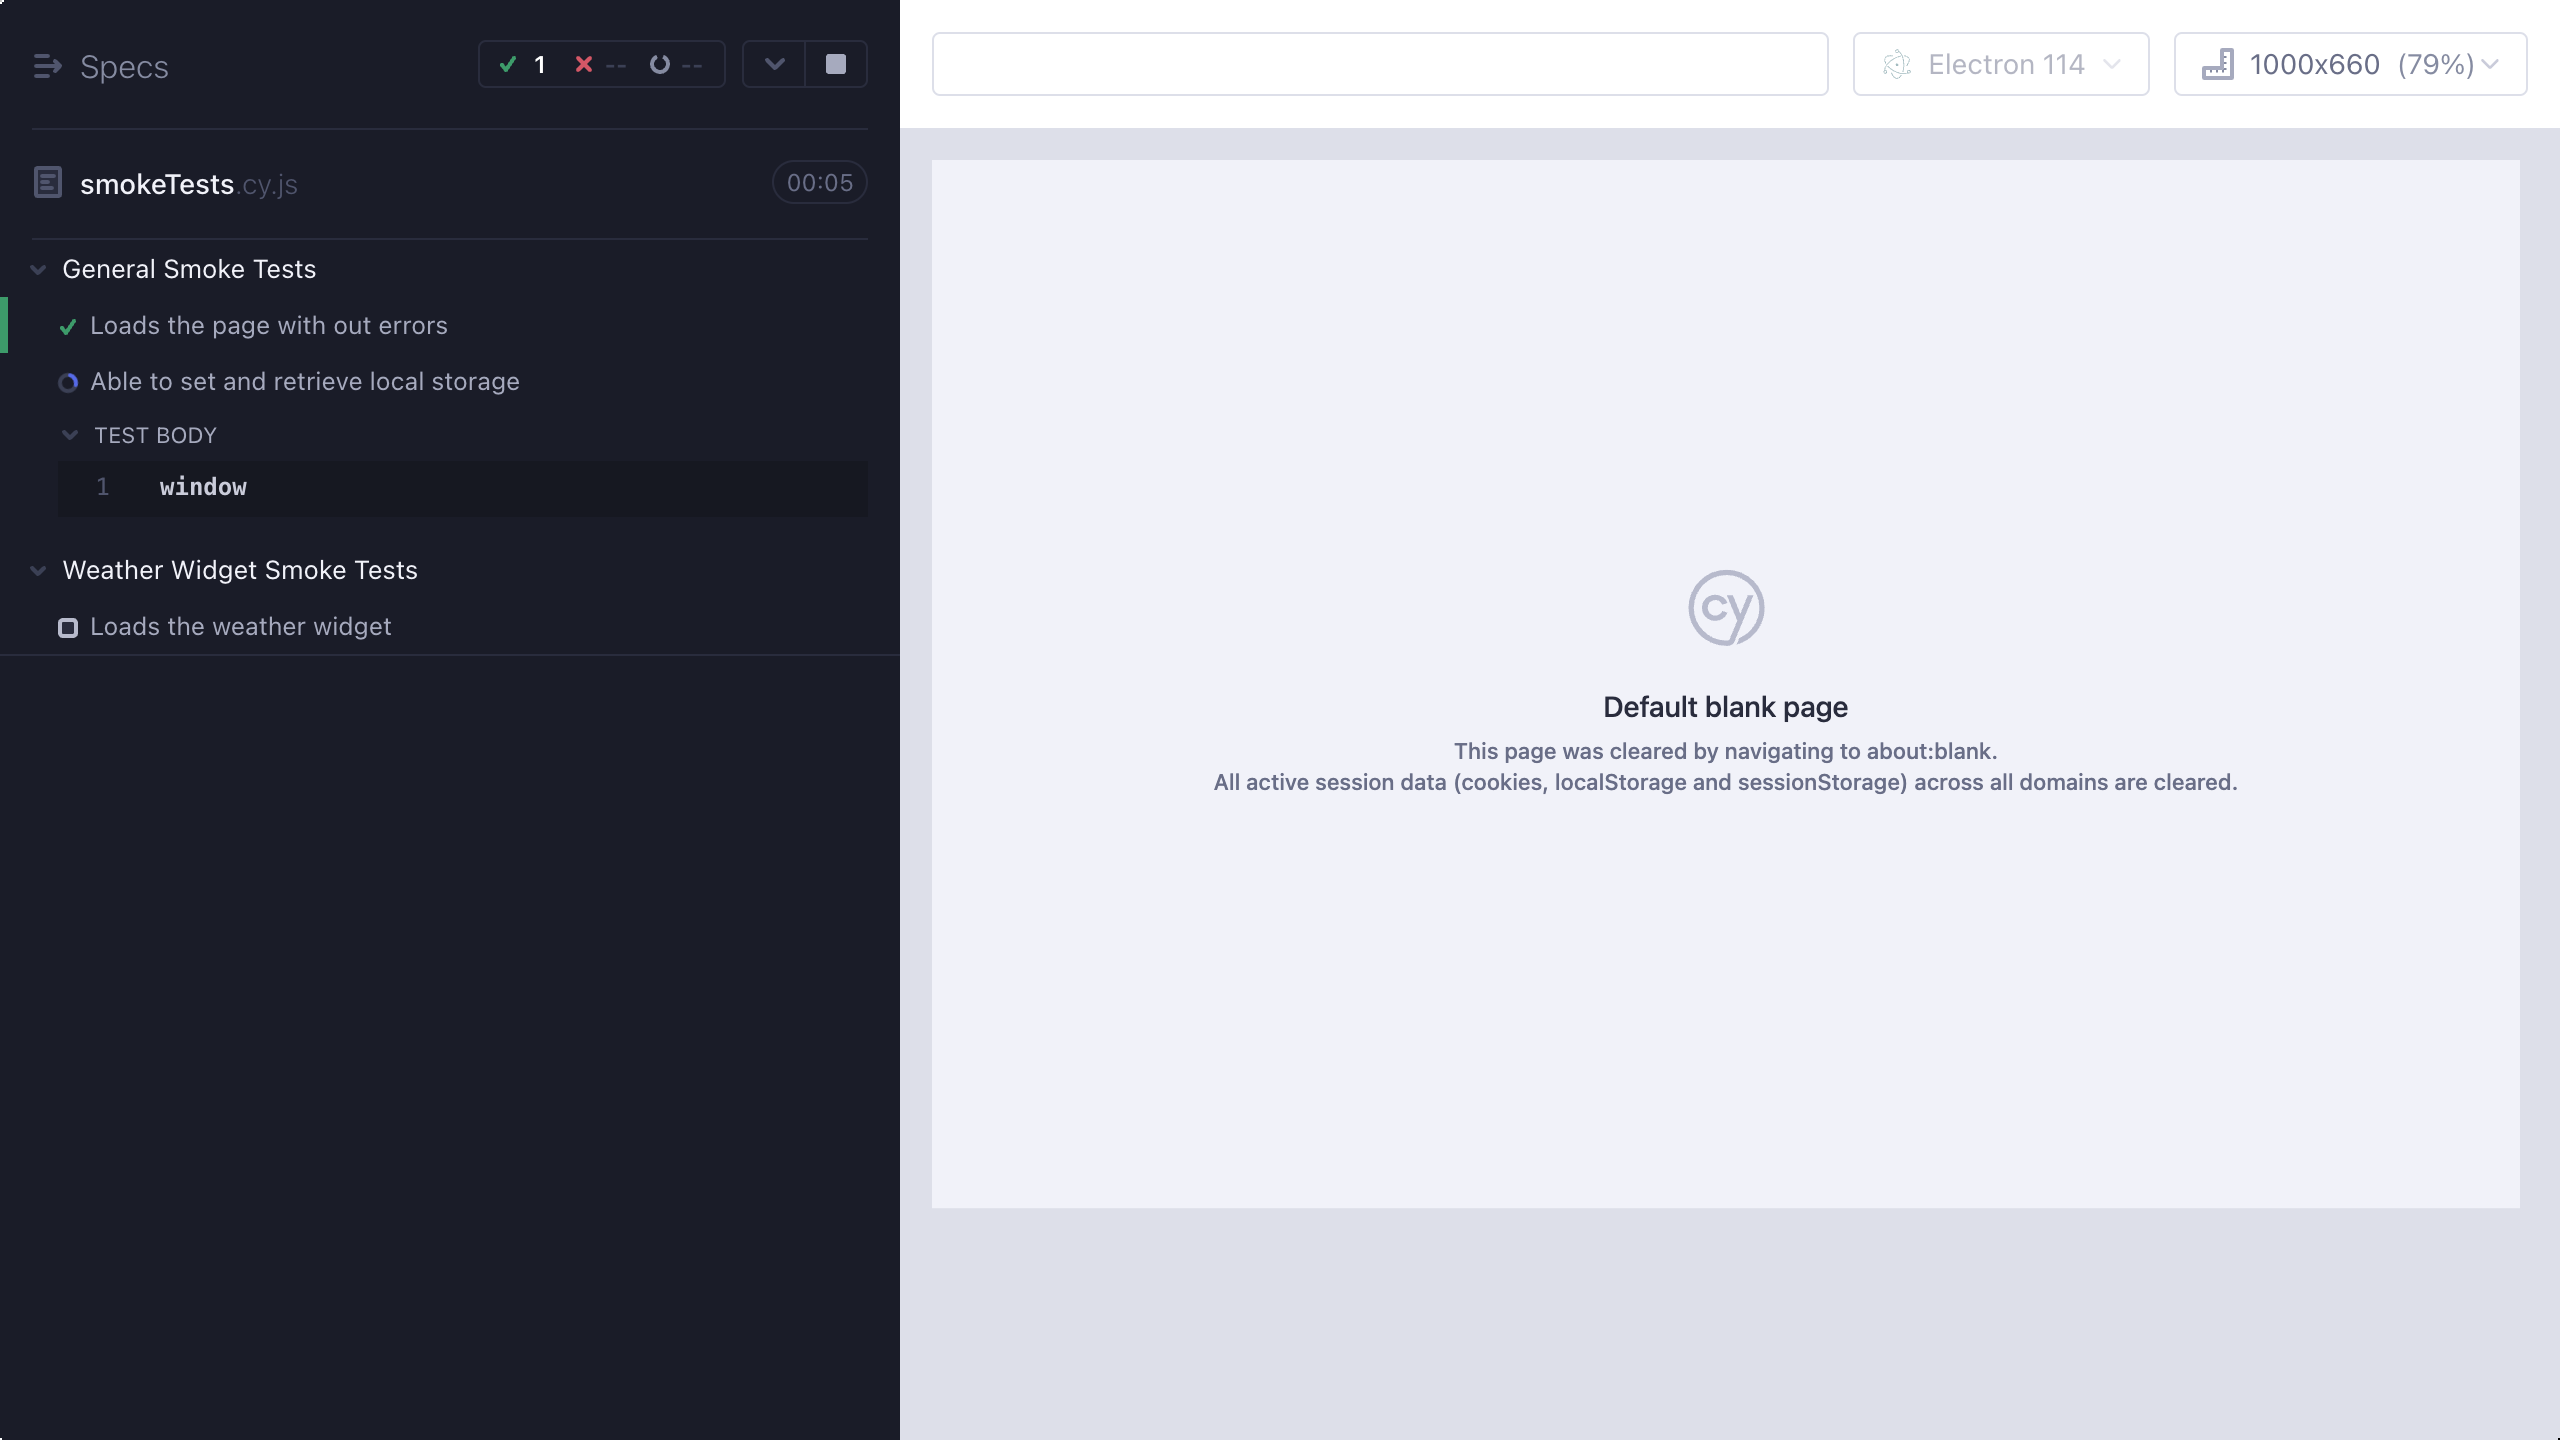 Specs
1
--
--
smokeTests.cy.js
00:05
General Smoke Tests
Loads the page with out errors
Able to set and retrieve local storage
TEST BODY
1 window
Weather Widget Smoke Tests
Loads the weather widget
Electron 114
1000x660 (79%)
cy
Default blank page
This page was cleared by navigating to about:blank.
All active session data (cookies, localStorage and sessionStorage) across all domains are cleared.